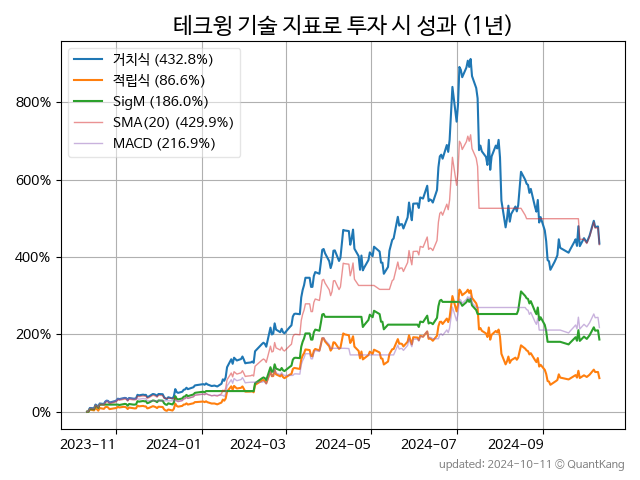 테크윙 기술 지표로 투자 시 성과 (1년)
거치식 (432.8%)
적립식 (86.6%)
SigM (186.0%)
SMA(20) (429.9%)
MACD (216.9%)
800%
600%
400%
200%
0%
2023-11 2024-01 2024-03 2024-05 2024-07 2024-09
updated: 2024-10-11 © QuantKang